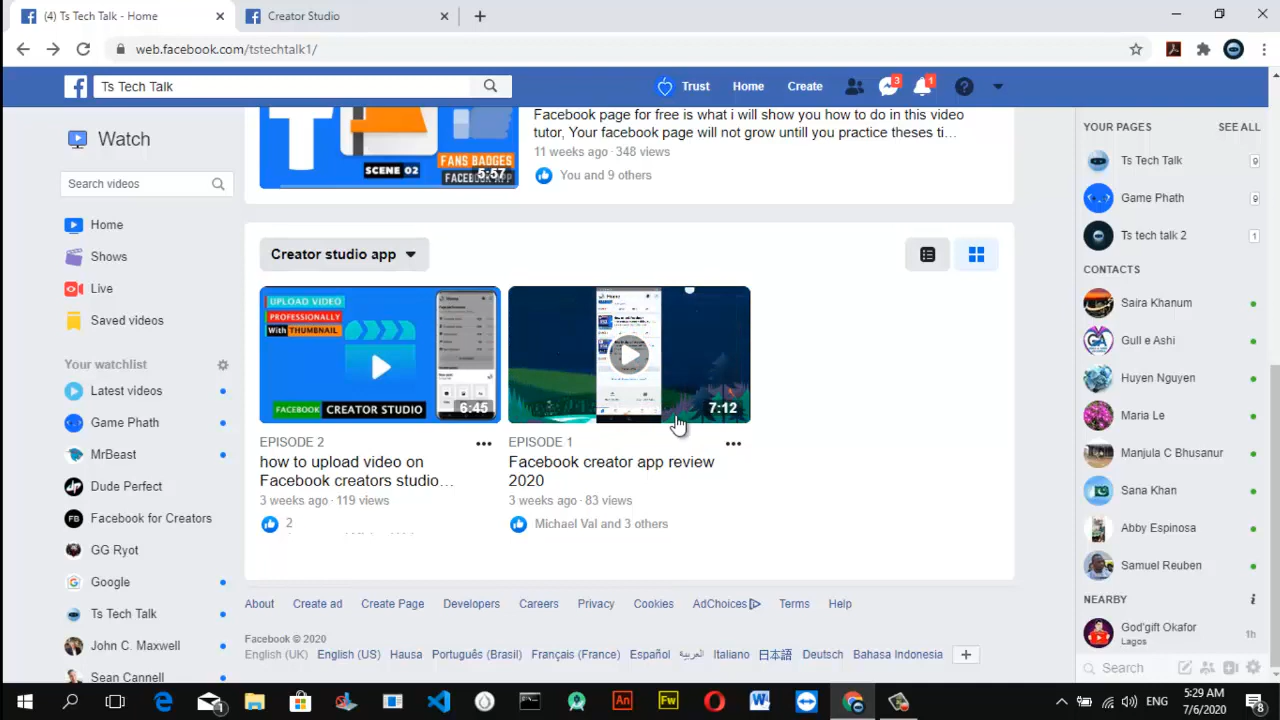 (4) Ts Tech Talk - Home
Creator Studio
web.facebook.com/tstechtalk1/
Ts Tech Talk
Trust
Home
Create
3
1
Watch
Search videos
Home
Shows
Live
Saved videos
Your watchlist
Latest videos
Game Phath
MrBeast
Dude Perfect
Facebook for Creators
GG Ryot
Google
Ts Tech Talk
John C. Maxwell
Sean Cannell
SCENE 02
FANS BADGES
FACEBOOK APP
5:57
Facebook page for free is what i will show you how to do in this video
tutor, Your facebook page will not grow untill you practice theses ti…
11 weeks ago · 348 views
You and 9 others
Creator studio app
UPLOAD VIDEO
PROFESSIONALLY
With THUMBNAIL
FACEBOOK CREATOR STUDIO
6:45
7:12
EPISODE 2
how to upload video on
Facebook creators studio…
3 weeks ago · 119 views
2
EPISODE 1
Facebook creator app review
2020
3 weeks ago · 83 views
Michael Val and 3 others
About Create ad Create Page Developers Careers Privacy Cookies AdChoices Terms Help
Facebook © 2020
English (UK) English (US) Hausa Português (Brasil) Français (France) Español العربية Italiano 日本語 Deutsch Bahasa Indonesia
YOUR PAGES SEE ALL
Ts Tech Talk 9
Game Phath 9
Ts tech talk 2 1
CONTACTS
Saira Khanum
Gull e Ashi
Huyen Nguyen
Maria Le
Manjula C Bhusanur
Sana Khan
Abby Espinosa
Samuel Reuben
NEARBY
God'gift Okafor 1h
Lagos
Search
1
An
Fw
ENG
5:29 AM
7/6/2020
8